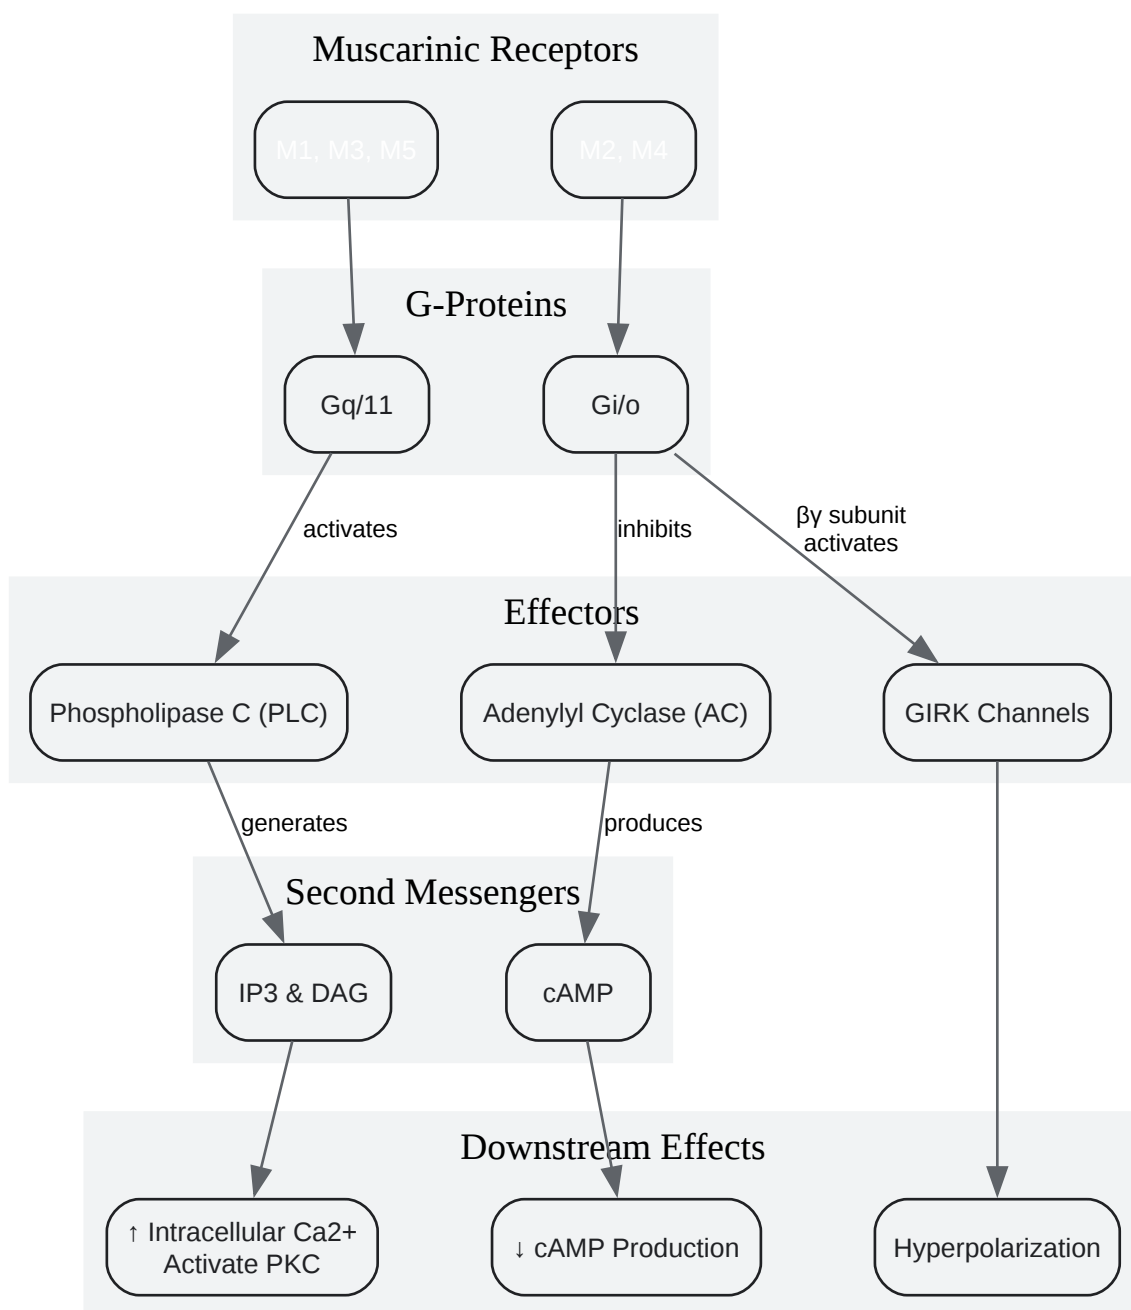 Muscarinic Receptors
M1, M3, M5
M2, M4
G-Proteins
Gq/11
Gi/o
activates
inhibits
βγ subunit
activates
Effectors
Phospholipase C (PLC)
Adenylyl Cyclase (AC)
GIRK Channels
generates
produces
Second Messengers
IP3 & DAG
cAMP
Downstream Effects
↑ Intracellular Ca2+
Activate PKC
↓ cAMP Production
Hyperpolarization